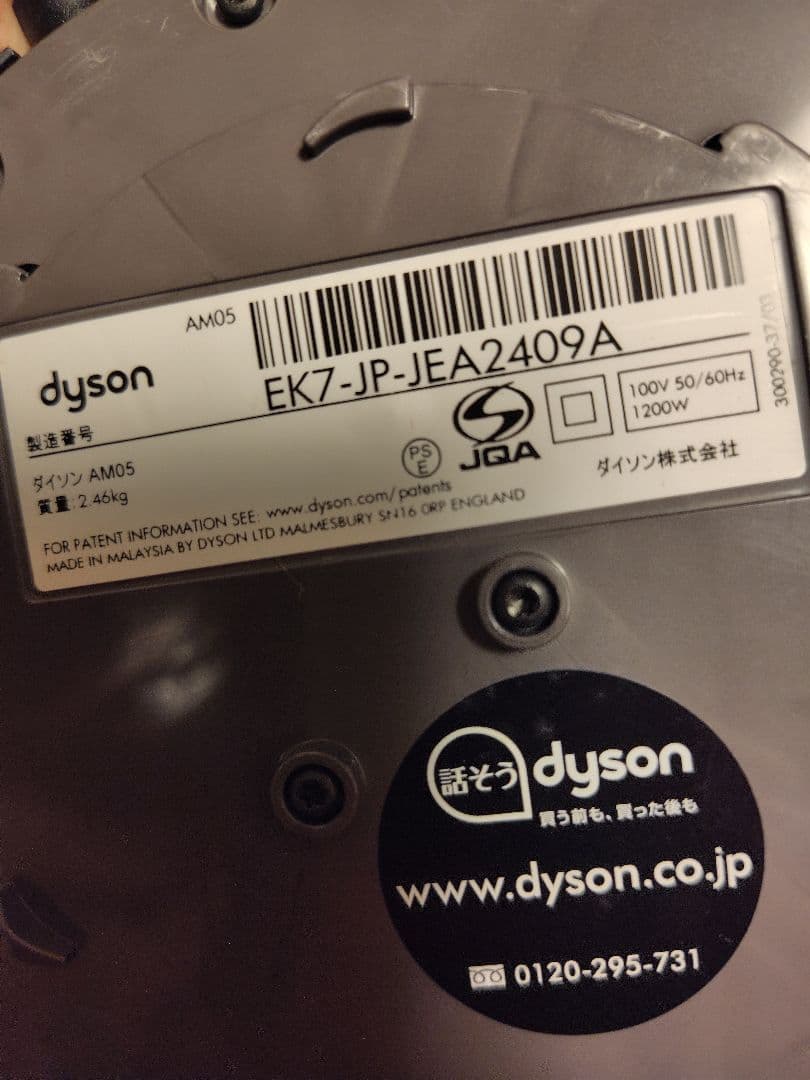 AM05
dyson
EK7-JP-JEA2409A
製造番号
PS
E
JQA
100V 50/60Hz
1200W
300290-37/03
ダイソン AM05
質量:2.46kg
ダイソン株式会社
FOR PATENT INFORMATION SEE: www.dyson.com/patents
MADE IN MALAYSIA BY DYSON LTD MALMESBURY SN16 0RP ENGLAND
話そう dyson
買う前も、買った後も
www.dyson.co.jp
0120-295-731